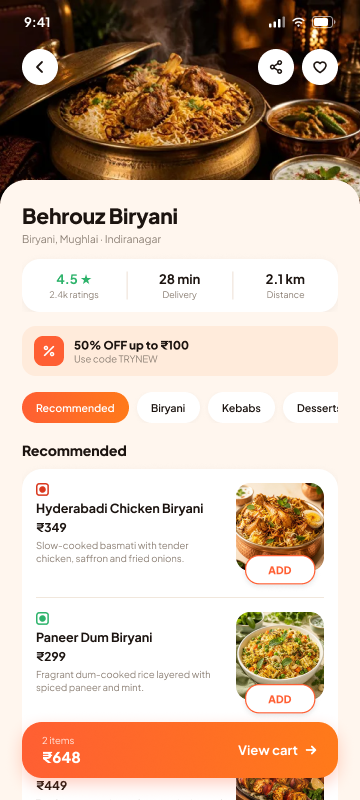 9:41
Behrouz Biryani
Biryani, Mughlai · Indiranagar
4.5 ★
2.4k ratings
28 min
Delivery
2.1 km
Distance
50% OFF up to ₹100
Use code TRYNEW
Recommended
Biryani
Kebabs
Desserts
Recommended
Hyderabadi Chicken Biryani
₹349
Slow-cooked basmati with tender
chicken, saffron and fried onions.
ADD
Paneer Dum Biryani
₹299
Fragrant dum-cooked rice layered with
spiced paneer and mint.
ADD
2 items
₹648
View cart →
₹449